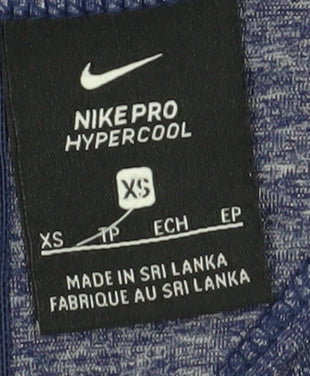 NIKE PRO
HYPERCOOL
XS
XS TP ECH EP
MADE IN SRI LANKA
FABRIQUE AU SRI LANKA